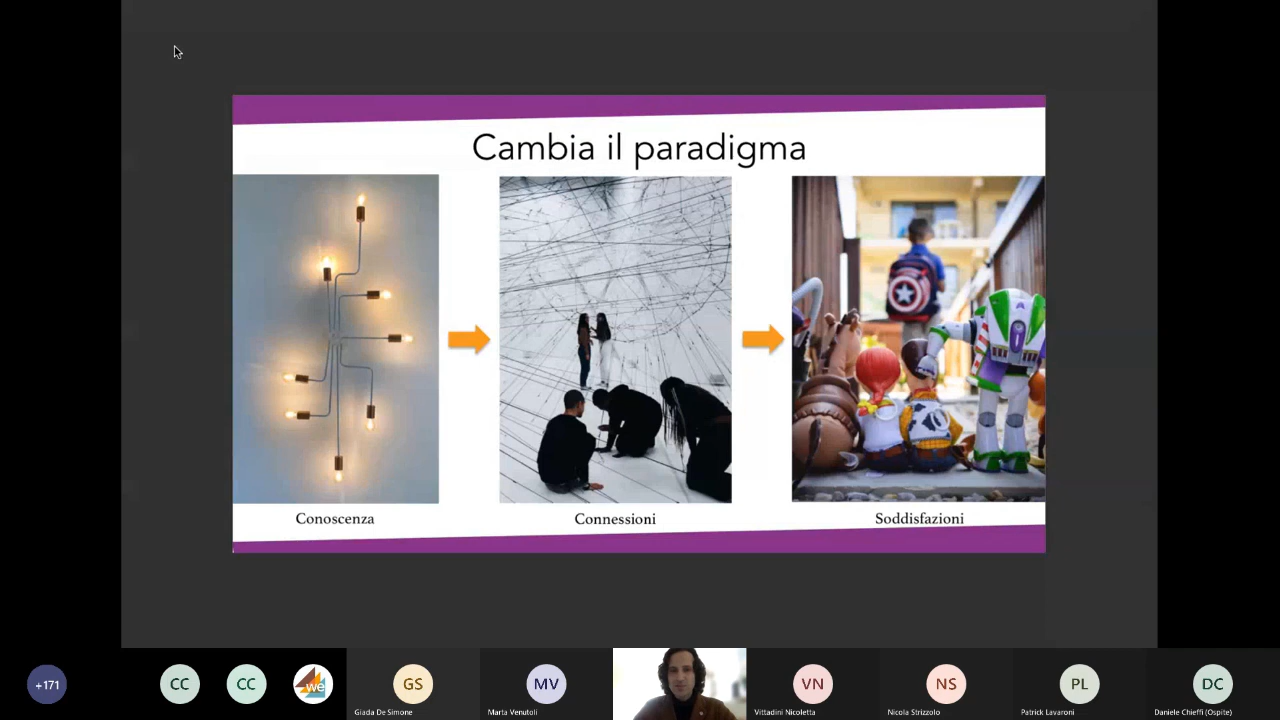 Cambia il paradigma
Conoscenza
Connessioni
Soddisfazioni
+171
CC
CC
we
GS
MV
VN
NS
PL
DC
Giada De Simone
Marta Venutoli
Vittadini Nicoletta
Nicola Strizzolo
Patrick Lavaroni
Daniele Chieffi (Ospite)